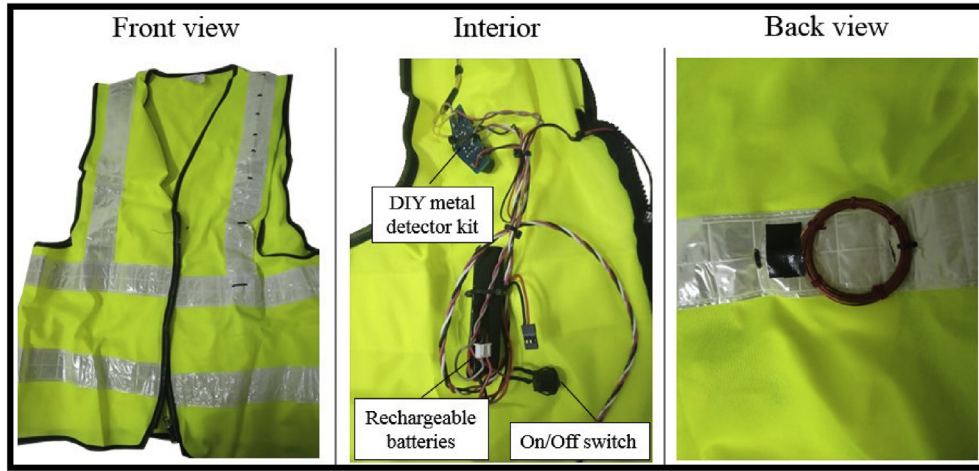 Front view
Interior
Back view
DIY metal
detector kit
Rechargeable
batteries
On/Off switch